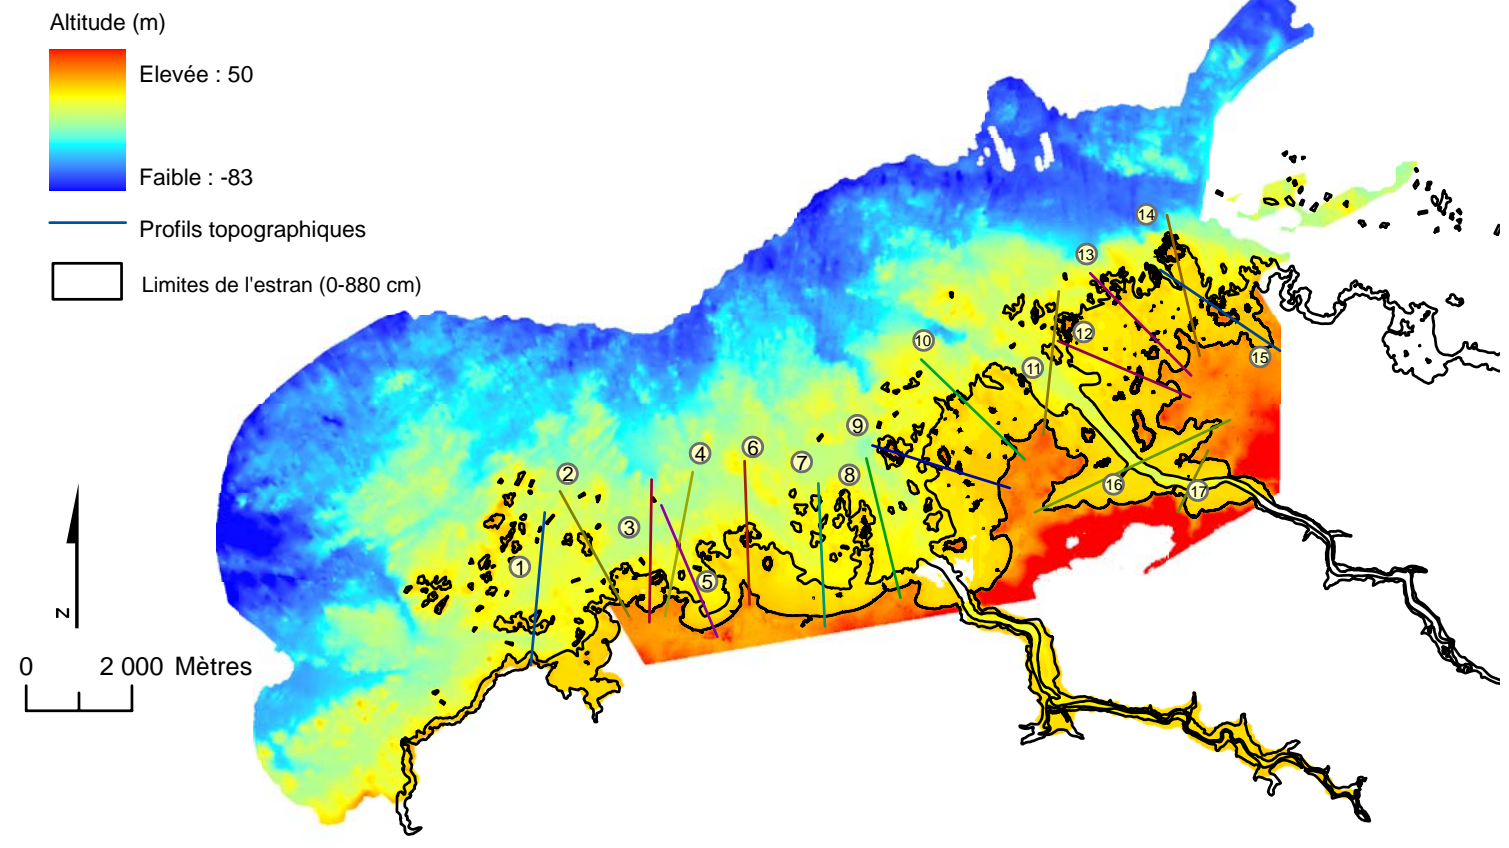 Altitude (m)
Elevée : 50
Faible : -83
Profils topographiques
Limites de l'estran (0-880 cm)
14
13
12
10
11
15
9
4
6
7
8
2
16
17
3
1
5
N
0 2 000 Mètres